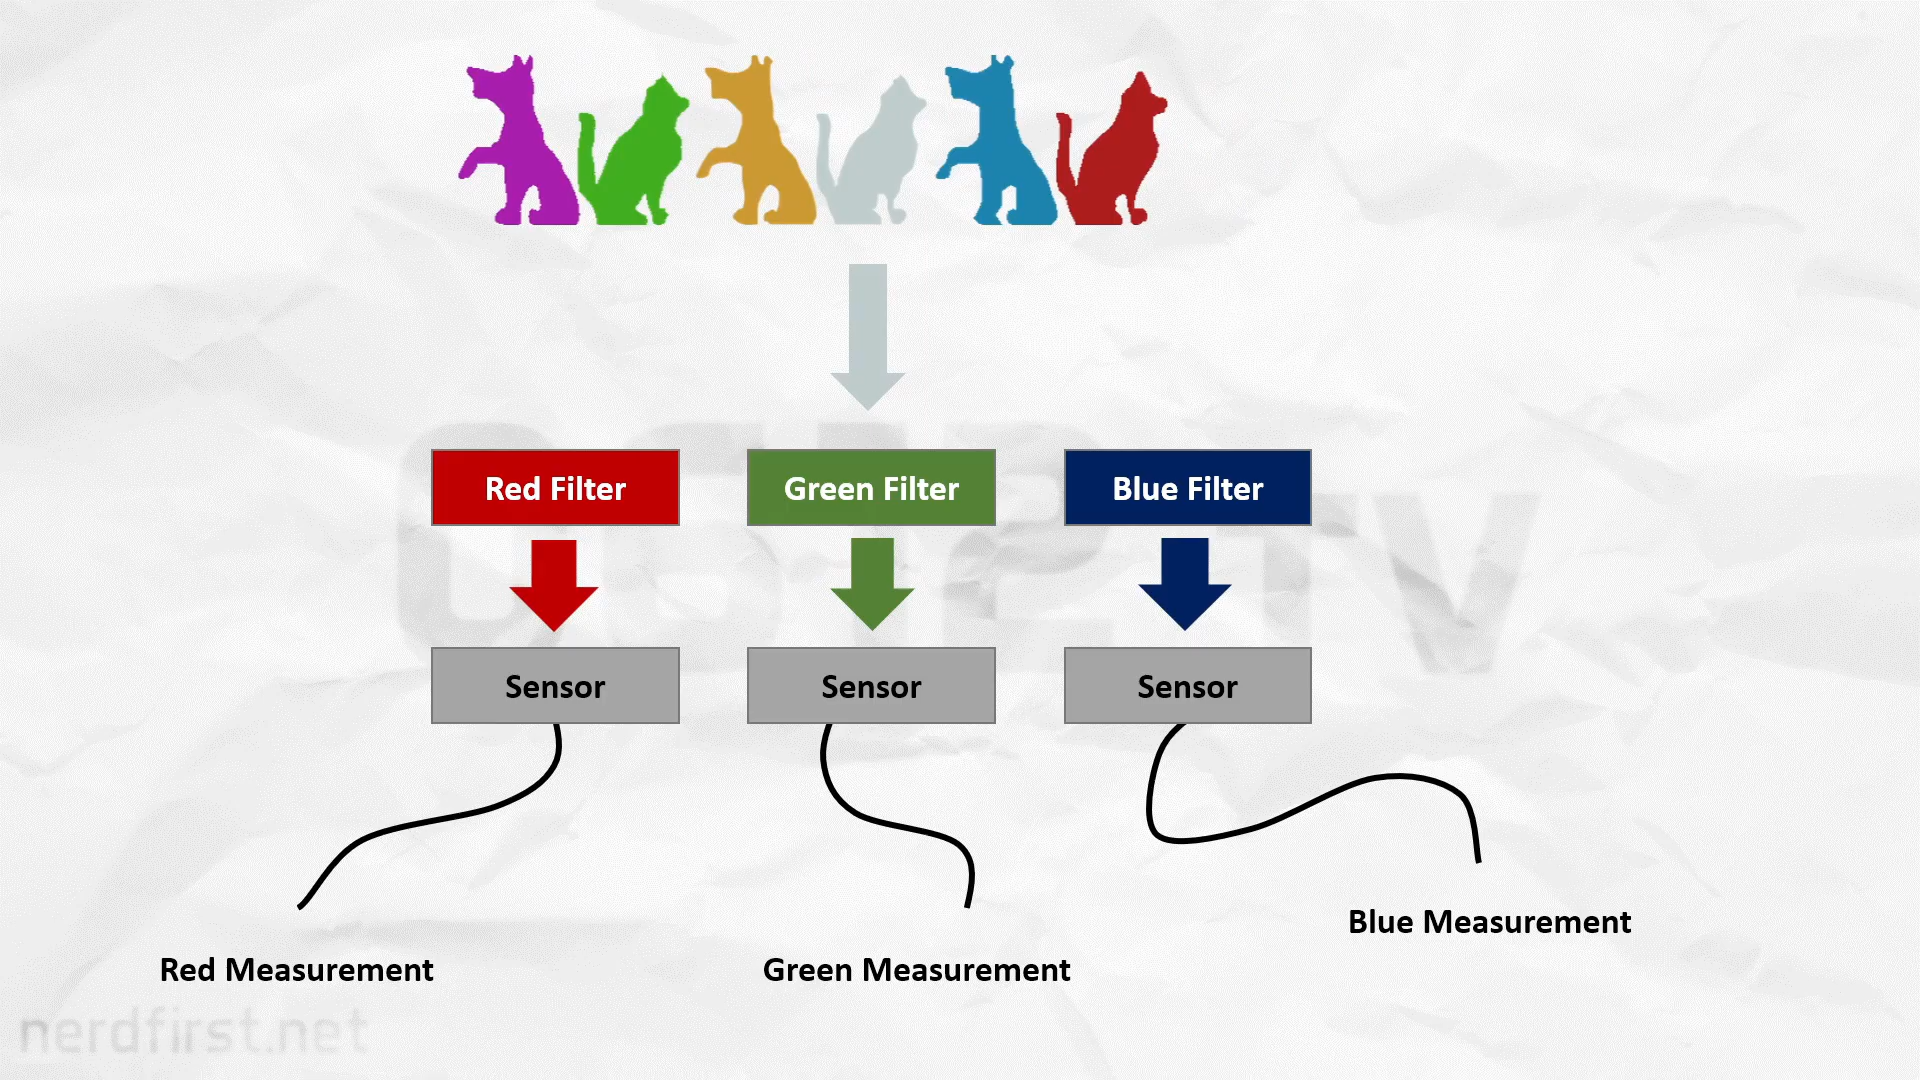 Red Filter
Green Filter
Blue Filter
Sensor
Sensor
Sensor
Blue Measurement
Red Measurement
Green Measurement
nerdfirst.net